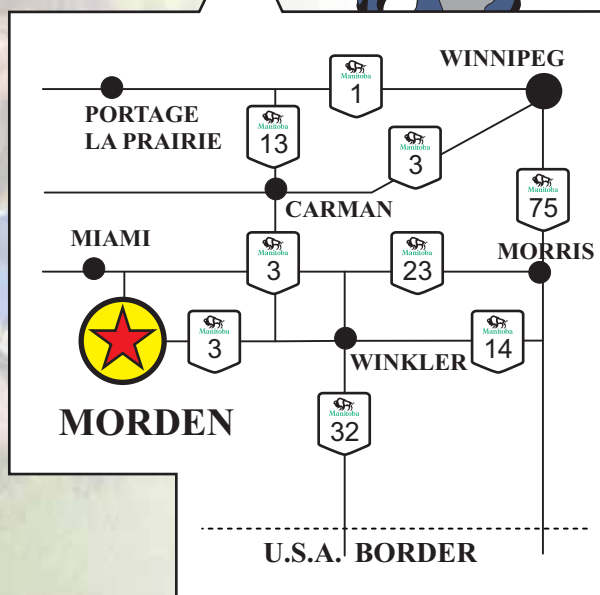 WINNIPEG
Manitoba
1
PORTAGE
LA PRAIRIE
Manitoba
13
Manitoba
3
CARMAN
Manitoba
75
MIAMI
Manitoba
3
Manitoba
23
MORRIS
Manitoba
3
WINKLER
Manitoba
14
MORDEN
Manitoba
32
U.S.A. BORDER